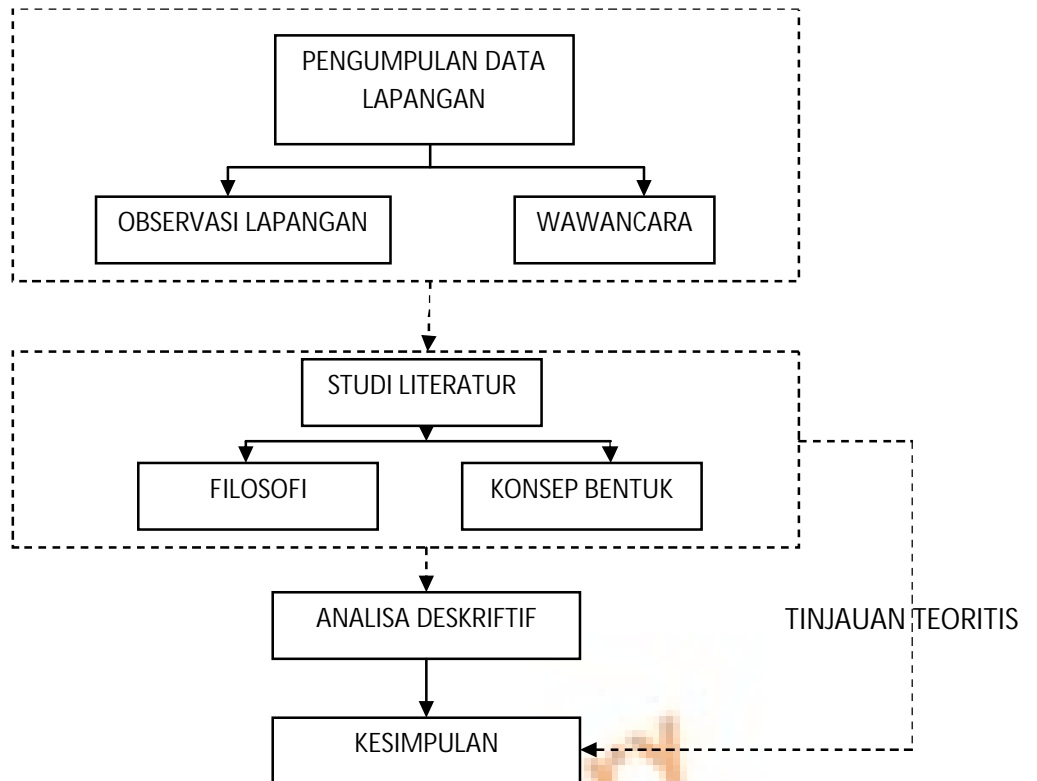 PENGUMPULAN DATA
LAPANGAN
OBSERVASI LAPANGAN
WAWANCARA
STUDI LITERATUR
FILOSOFI
KONSEP BENTUK
ANALISA DESKRIFTIF
TINJAUAN TEORITIS
KESIMPULAN